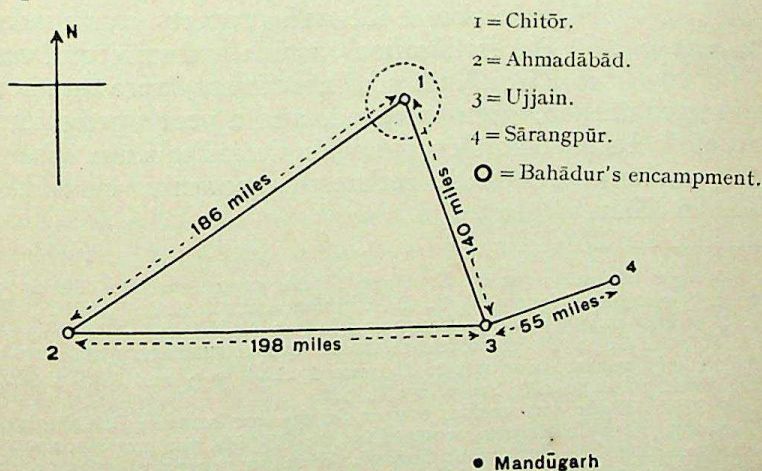 N
1 = Chitōr.
2 = Ahmadābād.
3 = Ujjain.
4 = Sārangpūr.
O = Bahādur's encampment.
1
186 miles
140 miles
4
55 miles
2
198 miles
3
• Mandūgarh